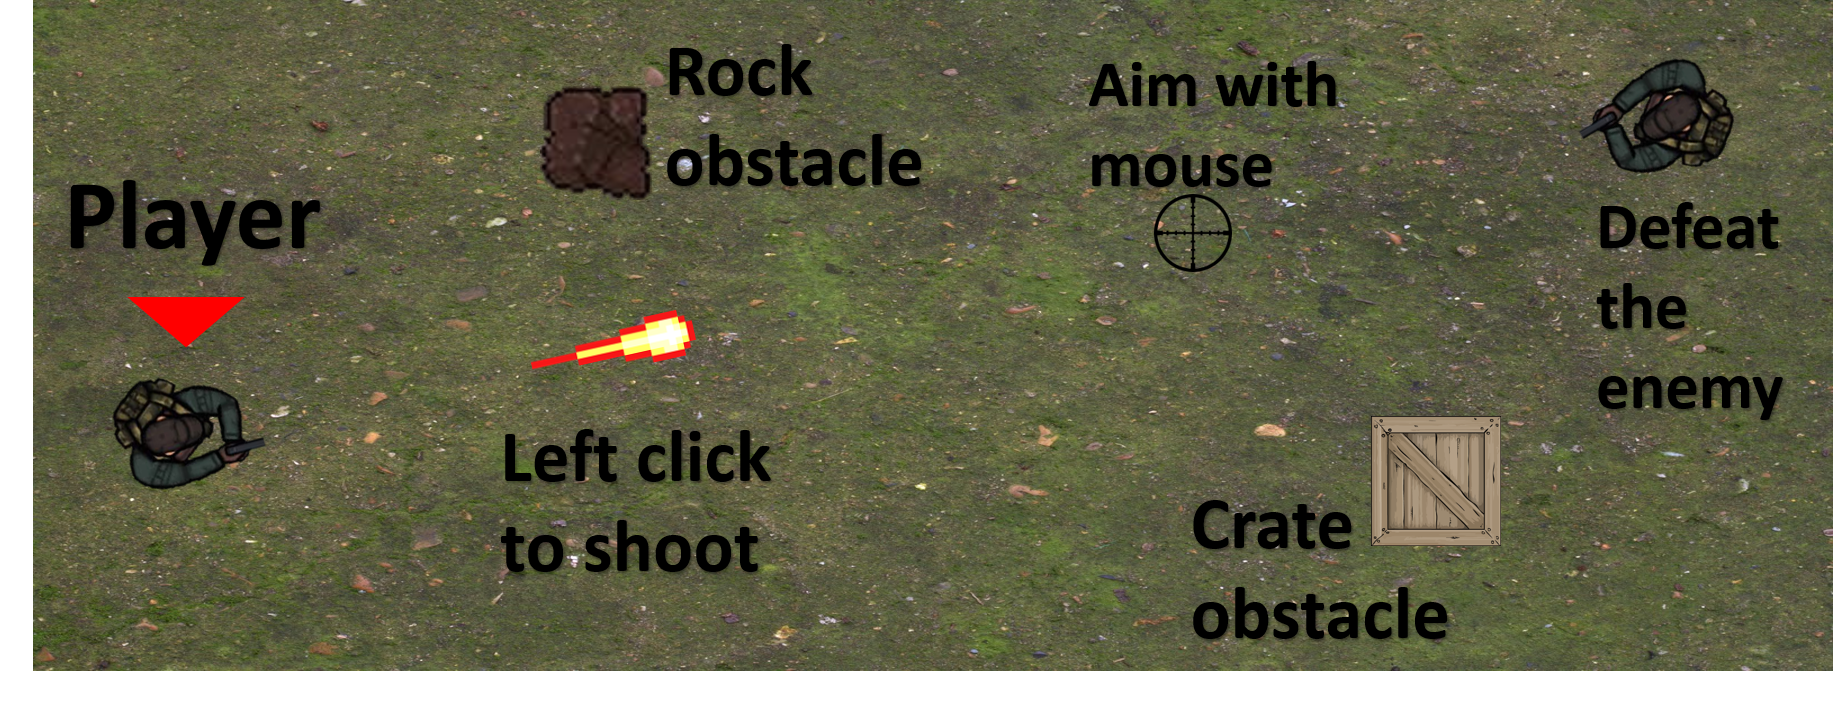 Player
Rock
obstacle
Left click
to shoot
Aim with
mouse
Crate
obstacle
Defeat
the
enemy